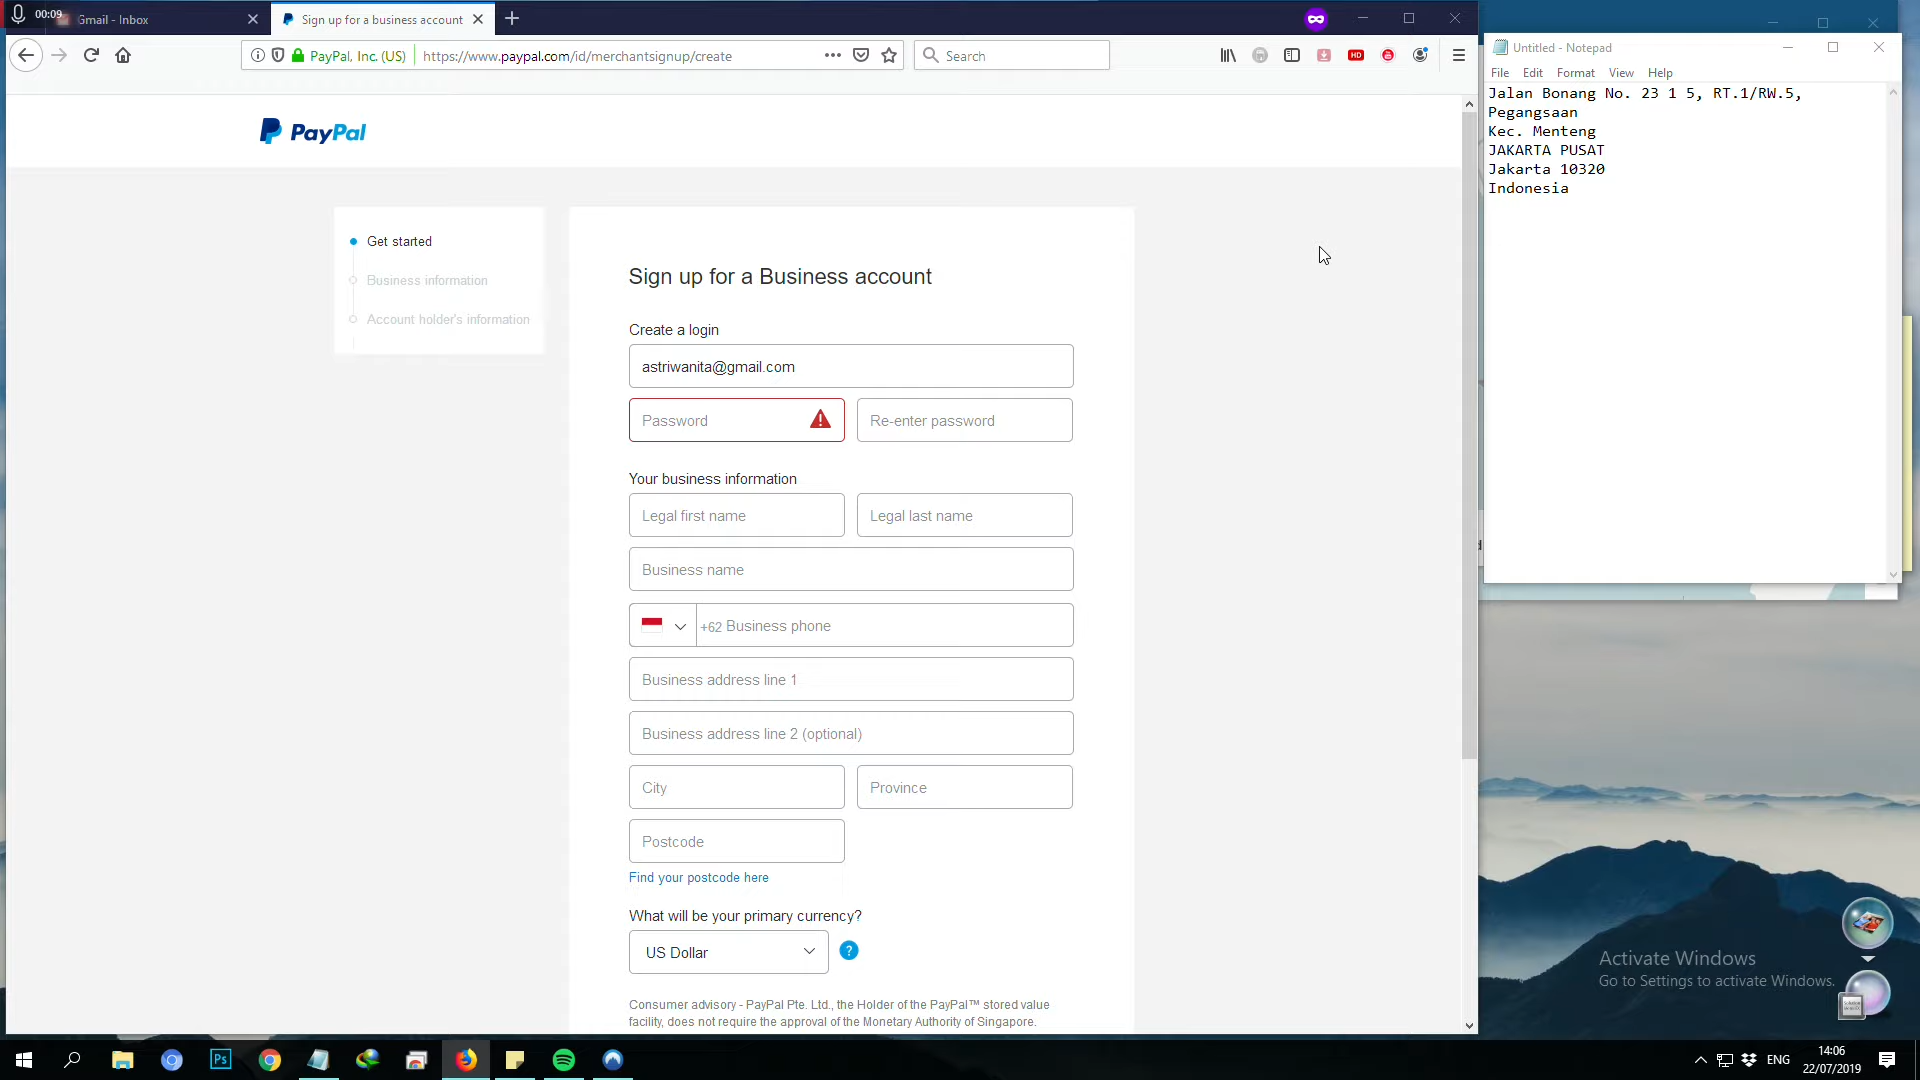 00:09
Gmail - Inbox
Sign up for a business account
PayPal, Inc. (US)
https://www.paypal.com/id/merchantsignup/create
Search
HD
PayPal
Get started
Business information
Account holder's information
Sign up for a Business account
Create a login
astriwanita@gmail.com
Password
Re-enter password
Your business information
Legal first name
Legal last name
Business name
+62 Business phone
Business address line 1
Business address line 2 (optional)
City
Province
Postcode
Find your postcode here
What will be your primary currency?
US Dollar
?
Consumer advisory - PayPal Pte. Ltd., the Holder of the PayPal™ stored value
facility, does not require the approval of the Monetary Authority of Singapore.
Untitled - Notepad
File Edit Format View Help
Jalan Bonang No. 23 1 5, RT.1/RW.5,
Pegangsaan
Kec. Menteng
JAKARTA PUSAT
Jakarta 10320
Indonesia
Activate Windows
Go to Settings to activate Windows.
Ps
ENG
14:06
22/07/2019